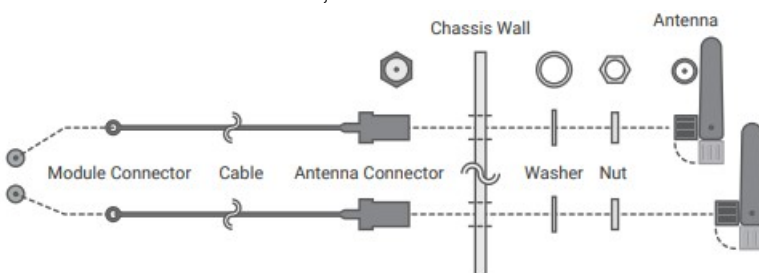 Chassis Wall
Antenna
Module Connector
Cable
Antenna Connector
Washer
Nut